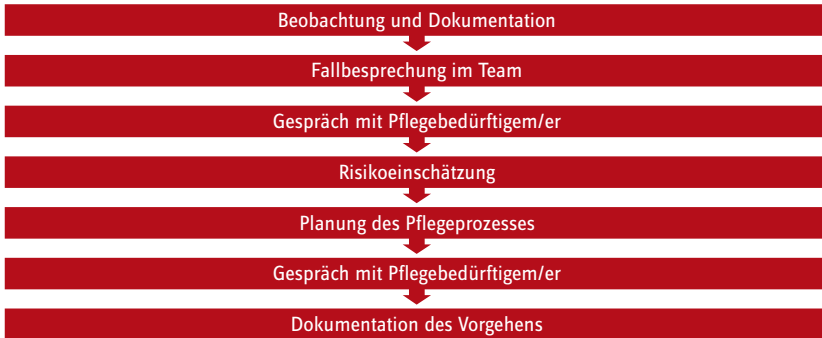 Beobachtung und Dokumentation
Fallbesprechung im Team
Gespräch mit Pflegebedürftigem/er
Risikoeinschätzung
Planung des Pflegeprozesses
Gespräch mit Pflegebedürftigem/er
Dokumentation des Vorgehens